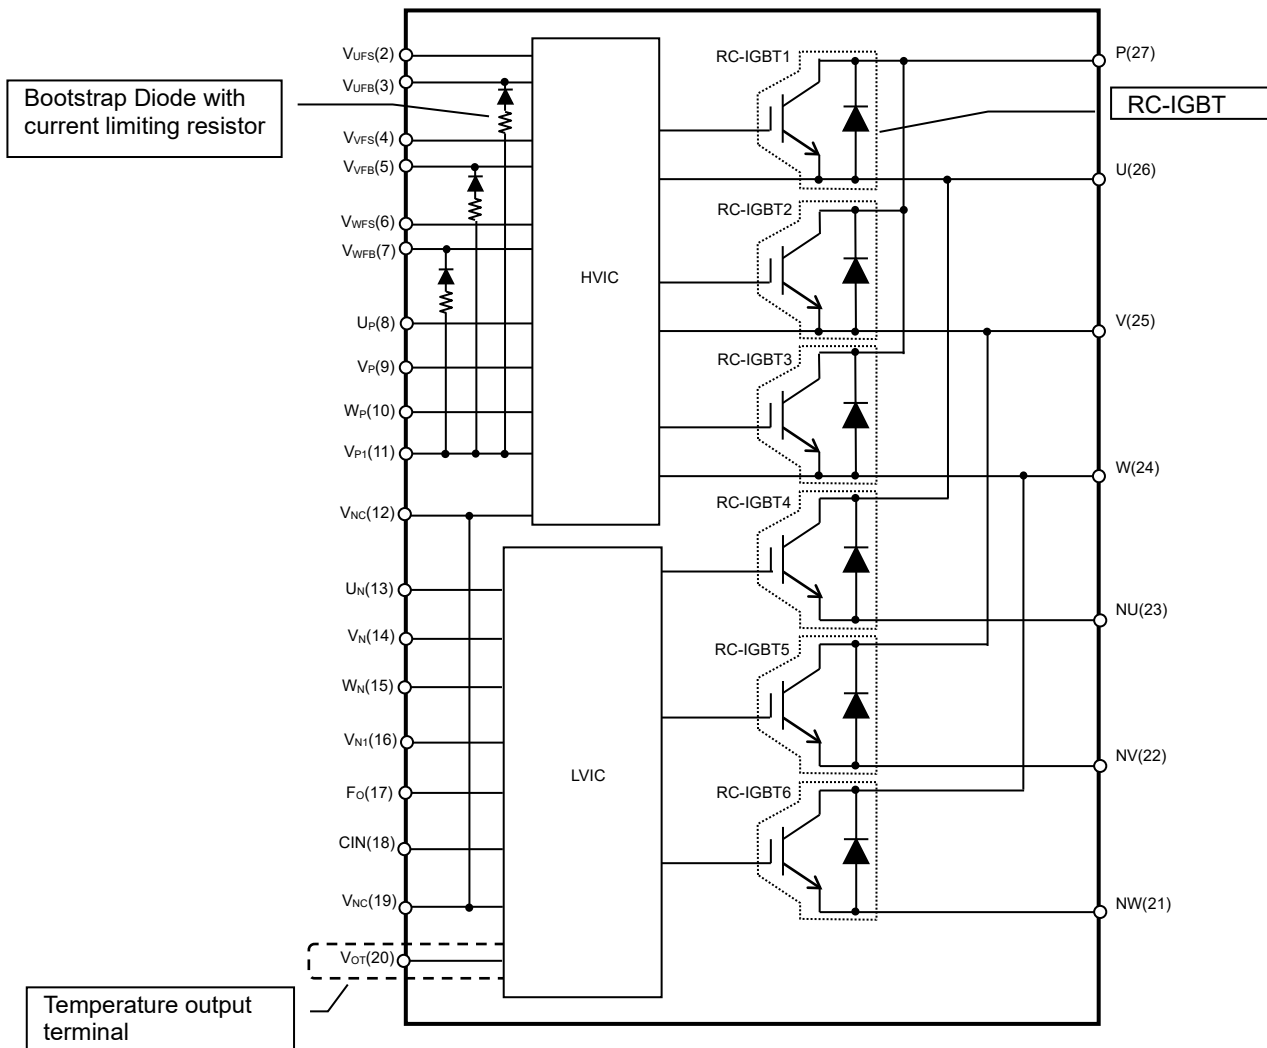 Bootstrap Diode with
current limiting resistor
VUFS(2)
VUFB(3)
VVFS(4)
VVFB(5)
VWFS(6)
VWFB(7)
UP(8)
VP(9)
WP(10)
VP1(11)
VNC(12)
UN(13)
VN(14)
WN(15)
VN1(16)
FO(17)
CIN(18)
VNC(19)
VOT(20)
Temperature output
terminal
HVIC
LVIC
RC-IGBT1
RC-IGBT2
RC-IGBT3
RC-IGBT4
RC-IGBT5
RC-IGBT6
P(27)
RC-IGBT
U(26)
V(25)
W(24)
NU(23)
NV(22)
NW(21)